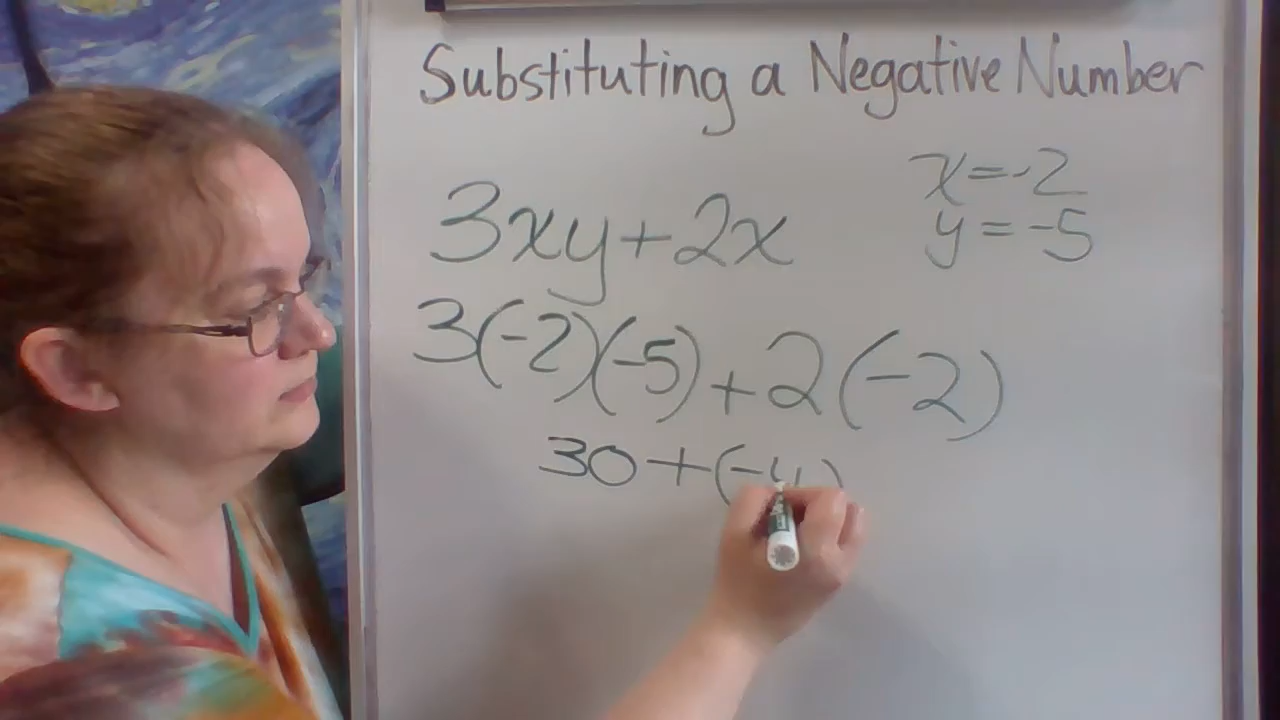 Substituting a Negative Number
x=-2
y=-5
3xy+2x
3(-2)(-5)+2(-2)
30+(-4)